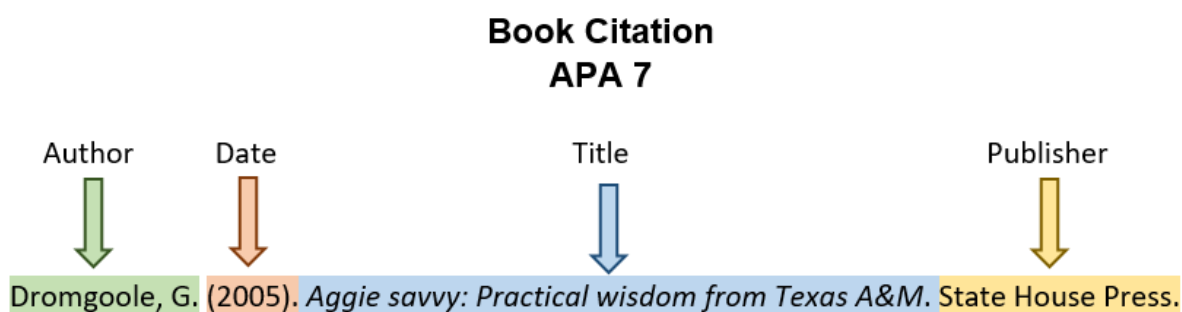 Book Citation
APA 7
Author Date Title Publisher
Dromgoole, G. (2005). Aggie savvy: Practical wisdom from Texas A&M. State House Press.